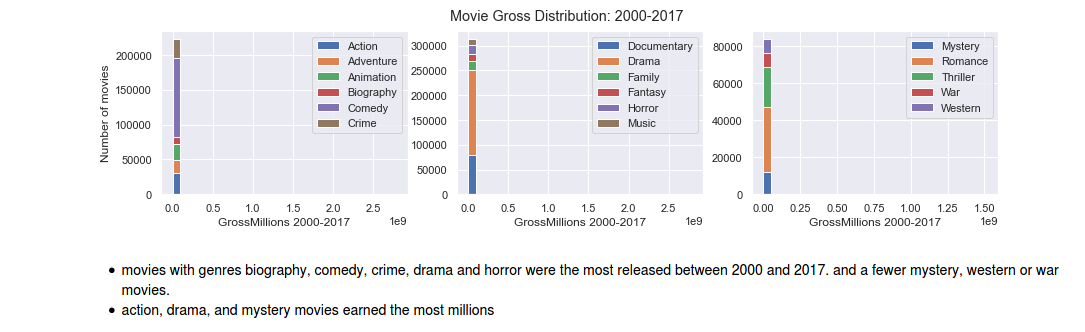 Movie Gross Distribution: 2000-2017
Number of movies
200000
150000
100000
50000
0
0.0 0.5 1.0 1.5 2.0 2.5
1e9
GrossMillions 2000-2017
Action
Adventure
Animation
Biography
Comedy
Crime
300000
250000
200000
150000
100000
50000
0
0.0 0.5 1.0 1.5 2.0 2.5
1e9
GrossMillions 2000-2017
Documentary
Drama
Family
Fantasy
Horror
Music
80000
60000
40000
20000
0
0.00 0.25 0.50 0.75 1.00 1.25 1.50
1e9
GrossMillions 2000-2017
Mystery
Romance
Thriller
War
Western
• movies with genres biography, comedy, crime, drama and horror were the most released between 2000 and 2017. and a fewer mystery, western or war
movies.
• action, drama, and mystery movies earned the most millions